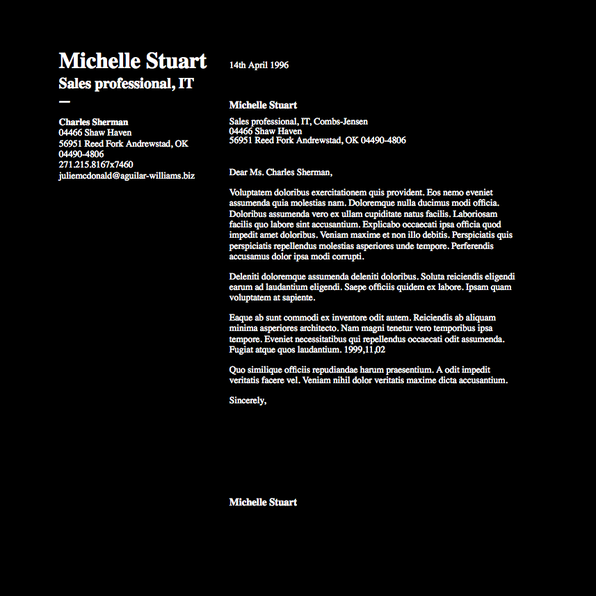 Michelle Stuart
Sales professional, IT
Charles Sherman
04466 Shaw Haven
56951 Reed Fork Andrewstad, OK
04490-4806
271.215.8167x7460
juliemcdonald@aguilar-williams.biz
14th April 1996
Michelle Stuart
Sales professional, IT, Combs-Jensen
04466 Shaw Haven
56951 Reed Fork Andrewstad, OK 04490-4806
Dear Ms. Charles Sherman,
Voluptatem doloribus exercitationem quis provident. Eos nemo eveniet
assumenda quia molestias nam. Doloremque nulla ducimus modi officia.
Doloribus assumenda vero ex ullam cupiditate natus facilis. Laboriosam
facilis quo labore sint accusantium. Explicabo occaecati ipsa officia quod
impedit amet doloribus. Veniam maxime et non illo debitis. Perspiciatis quis
perspiciatis repellendus molestias asperiores unde tempore. Perferendis
accusamus dolor ipsa modi corrupti.
Deleniti doloremque assumenda deleniti doloribus. Soluta reiciendis eligendi
earum ad laudantium eligendi. Saepe officiis quidem ex labore. Ipsam quam
voluptatem at sapiente.
Eaque ab sunt commodi ex inventore odit autem. Reiciendis ab aliquam
minima asperiores architecto. Nam magni tenetur vero temporibus ipsa
tempore. Eveniet necessitatibus qui repellendus occaecati odit assumenda.
Fugiat atque quos laudantium. 1999,11,02
Quo similique officiis repudiandae harum praesentium. A odit impedit
veritatis facere vel. Veniam nihil dolor veritatis maxime dicta accusantium.
Sincerely,
Michelle Stuart